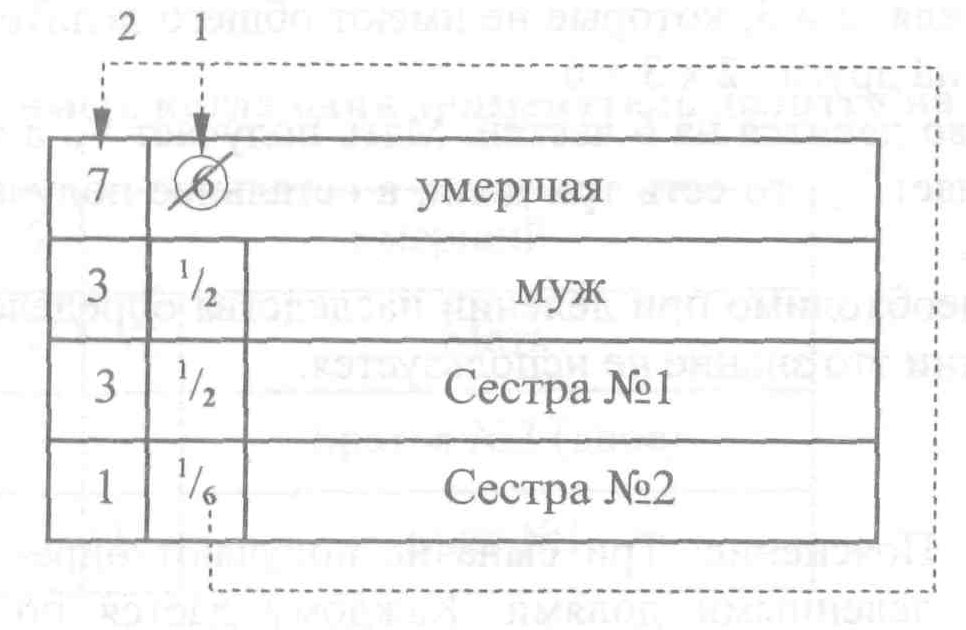 2 1
7 6 умершая
3 1/2 муж
3 1/2 Сестра №1
1 1/6 Сестра №2